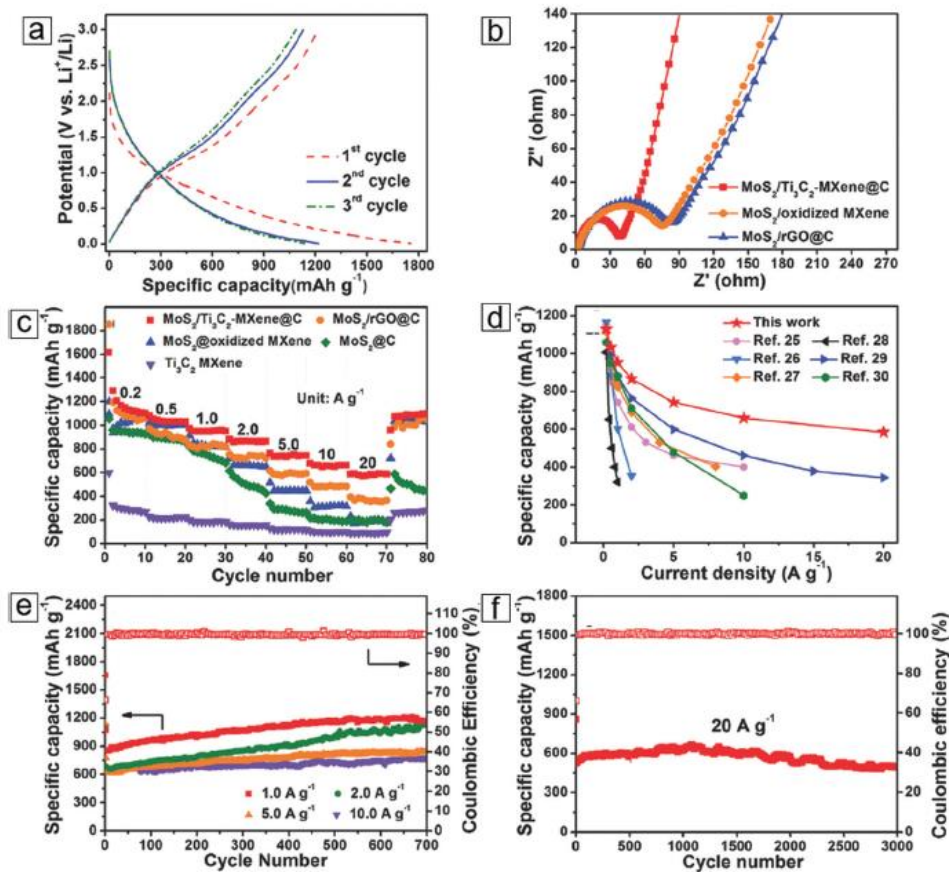 a
Potential (V vs. Li⁺/Li)
3.0
2.5
2.0
1.5
1.0
0.5
0.0
1ˢᵗ cycle
2ⁿᵈ cycle
3ʳᵈ cycle
0 300 600 900 1200 1500 1800
Specific capacity(mAh g⁻¹)
b
Z'' (ohm)
140
120
100
80
60
40
20
0
MoS₂/Ti₃C₂-MXene@C
MoS₂/oxidized MXene
MoS₂/rGO@C
0 30 60 90 120 150 180 210 240 270
Z' (ohm)
c
Specific capacity (mAh g⁻¹)
1800
1600
1400
1200
1000
800
600
400
200
0
MoS₂/Ti₃C₂-MXene@C MoS₂/rGO@C
MoS₂@oxidized MXene MoS₂@C
Ti₃C₂ MXene
Unit: A g⁻¹
0.2 0.5 1.0 2.0 5.0 10 20
0 10 20 30 40 50 60 70 80
Cycle number
d
Specific capacity (mAh g⁻¹)
1200
1000
800
600
400
200
0
This work
Ref. 25 Ref. 28
Ref. 26 Ref. 29
Ref. 27 Ref. 30
0 5 10 15 20
Current density (A g⁻¹)
e
Specific capacity (mAh g⁻¹)
2400
2100
1800
1500
1200
900
600
300
0
1.0 A g⁻¹ 2.0 A g⁻¹
5.0 A g⁻¹ 10.0 A g⁻¹
110
100
90
80
70
60
50
40
30
20
10
0
Coulombic Efficiency (%)
0 100 200 300 400 500 600 700
Cycle Number
f
Specific capacity (mAh g⁻¹)
1800
1500
1200
900
600
300
0
20 A g⁻¹
100
80
60
40
20
0
Coulombic efficiency (%)
0 500 1000 1500 2000 2500 3000
Cycle number